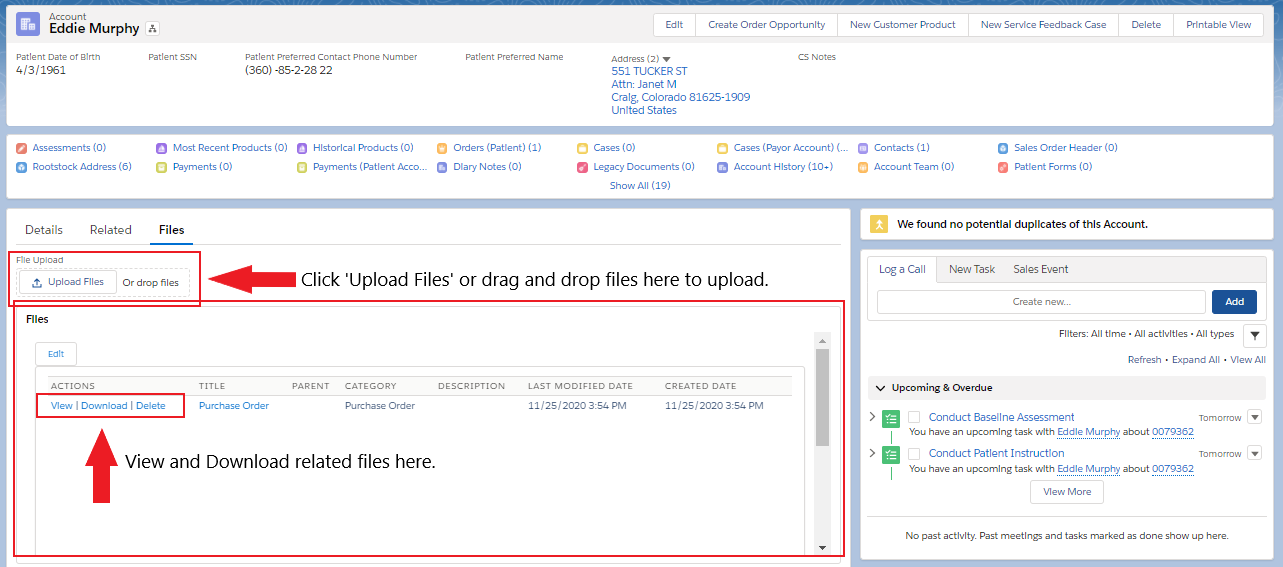 Account
Eddie Murphy
Edit
Create Order Opportunity
New Customer Product
New Service Feedback Case
Delete
Printable View
Patient Date of Birth
4/3/1961
Patient SSN
Patient Preferred Contact Phone Number
(360) -85-2-28 22
Patient Preferred Name
Address (2)
551 TUCKER ST
Attn: Janet M
Craig, Colorado 81625-1909
United States
CS Notes
Assessments (0)
Most Recent Products (0)
Historical Products (0)
Orders (Patient) (1)
Cases (0)
Cases (Payor Account) (...
Contacts (1)
Sales Order Header (0)
Rootstock Address (6)
Payments (0)
Payments (Patient Acco...
Diary Notes (0)
Legacy Documents (0)
Account History (10+)
Account Team (0)
Patient Forms (0)
Show All (19)
Details
Related
Files
File Upload
Upload Files
Or drop files
Click 'Upload Files' or drag and drop files here to upload.
Files
Edit
ACTIONS TITLE PARENT CATEGORY DESCRIPTION LAST MODIFIED DATE CREATED DATE
View | Download | Delete Purchase Order Purchase Order 11/25/2020 3:54 PM 11/25/2020 3:54 PM
View and Download related files here.
We found no potential duplicates of this Account.
Log a Call
New Task
Sales Event
Create new...
Add
Filters: All time • All activities • All types
Refresh • Expand All • View All
Upcoming & Overdue
Conduct Baseline Assessment
Tomorrow
You have an upcoming task with Eddie Murphy about 0079362
Conduct Patient Instruction
Tomorrow
You have an upcoming task with Eddie Murphy about 0079362
View More
No past activity. Past meetings and tasks marked as done show up here.